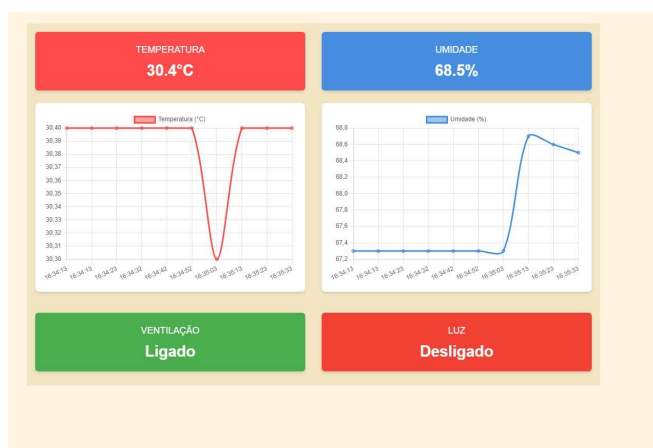 TEMPERATURA
30.4°C
UMIDADE
68.5%
Temperatura (°C)
30,40
30,39
30,38
30,37
30,36
30,35
30,34
30,33
30,32
30,31
30,30
16:34:13 16:34:13 16:34:23 16:34:32 16:34:42 16:34:52 16:35:03 16:35:13 16:35:23 16:35:33
Umidade (%)
68,8
68,6
68,4
68,2
68,0
67,8
67,6
67,4
67,2
16:34:13 16:34:13 16:34:23 16:34:32 16:34:42 16:34:52 16:35:03 16:35:13 16:35:23 16:35:33
VENTILAÇÃO
Ligado
LUZ
Desligado